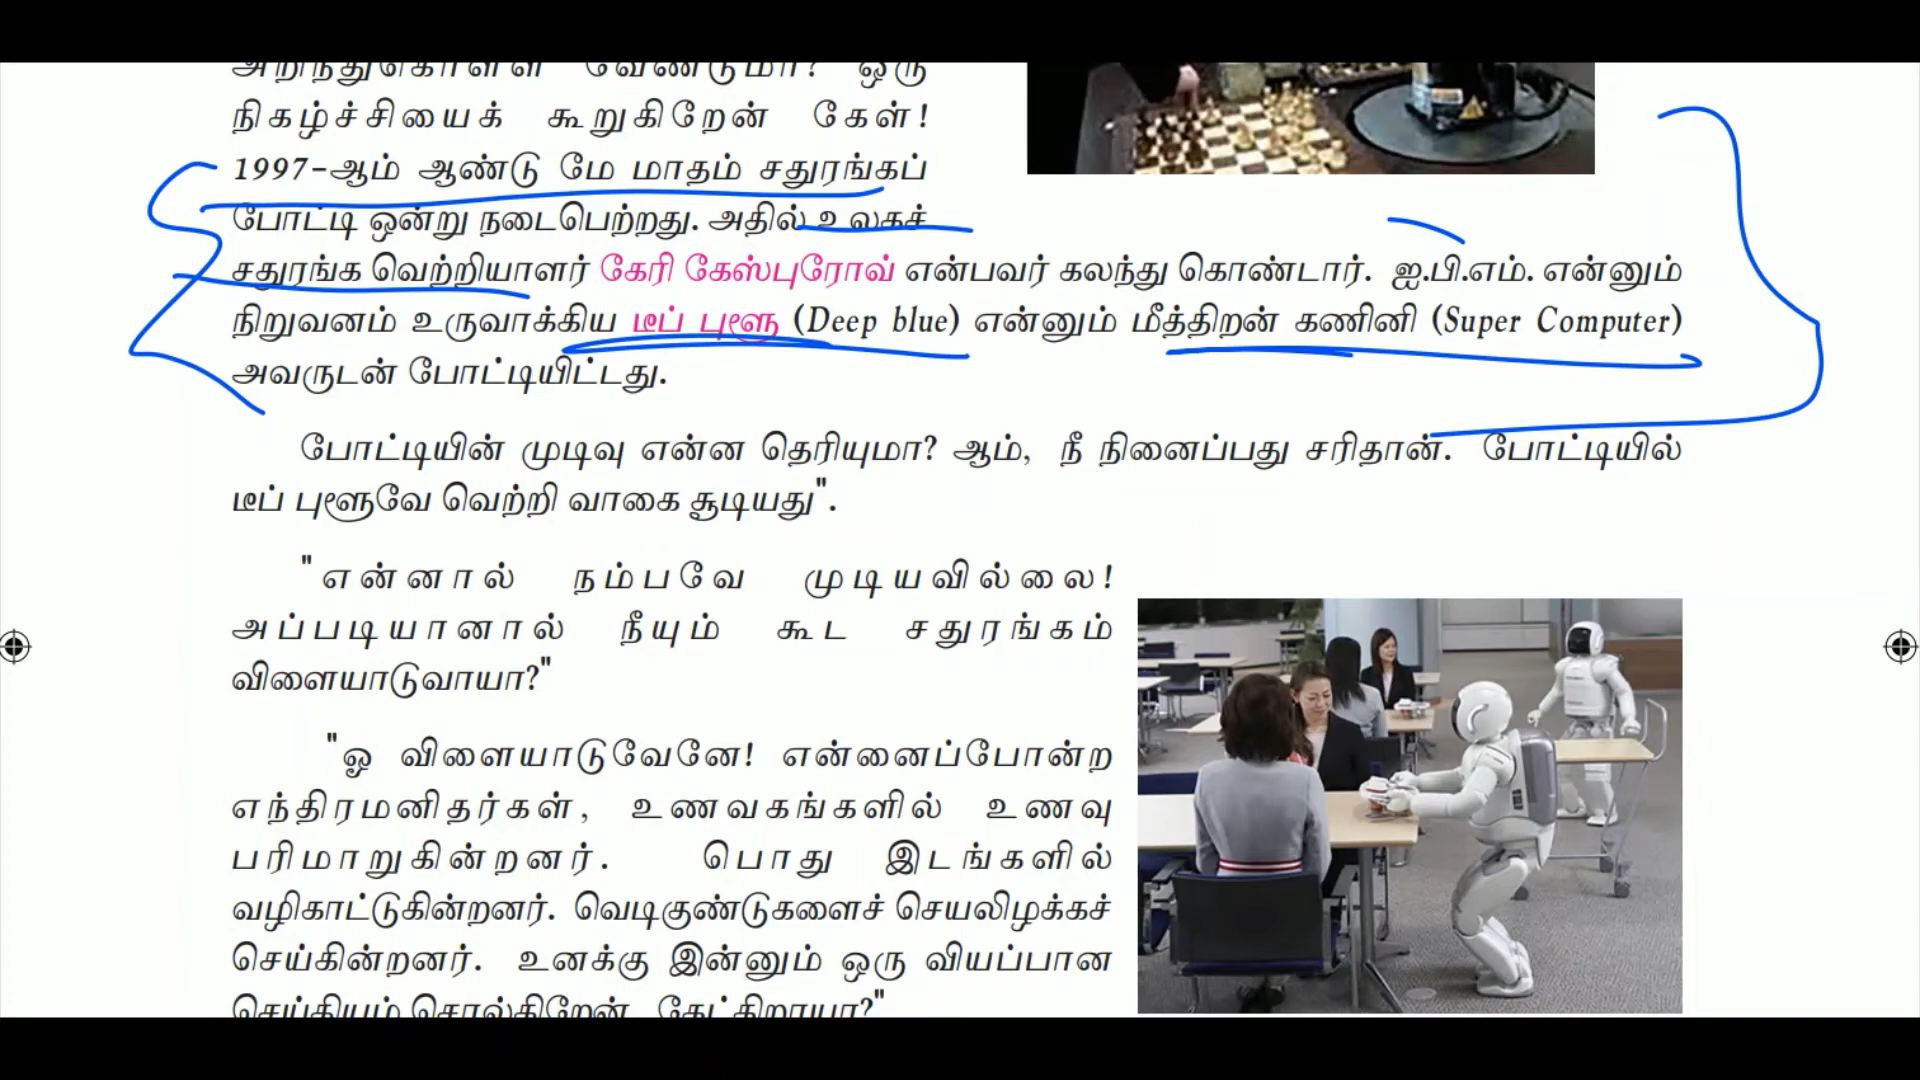 அறிந்துகொள்ள வேண்டுமா? ஒரு
நிகழ்ச்சியைக் கூறுகிறேன் கேள்!
1997-ஆம் ஆண்டு மே மாதம் சதுரங்கப்
போட்டி ஒன்று நடைபெற்றது. அதில் உலகச்
சதுரங்க வெற்றியாளர் கேரி கேஸ்புரோவ் என்பவர் கலந்து கொண்டார். ஐ.பி.எம். என்னும்
நிறுவனம் உருவாக்கிய டீப் புளூ (Deep blue) என்னும் மீத்திறன் கணினி (Super Computer)
அவருடன் போட்டியிட்டது.
போட்டியின் முடிவு என்ன தெரியுமா? ஆம், நீ நினைப்பது சரிதான். போட்டியில்
டீப் புளூவே வெற்றி வாகை சூடியது".
"என்னால் நம்பவே முடியவில்லை!
அப்படியானால் நீயும் கூட சதுரங்கம்
விளையாடுவாயா?"
"ஓ விளையாடுவேனே! என்னைப்போன்ற
எந்திரமனிதர்கள், உணவகங்களில் உணவு
பரிமாறுகின்றனர். பொது இடங்களில்
வழிகாட்டுகின்றனர். வெடிகுண்டுகளைச் செயலிழக்கச்
செய்கின்றனர். உனக்கு இன்னும் ஒரு வியப்பான
செய்தியும் சொல்கிறேன். கேட்கிறாயா?"